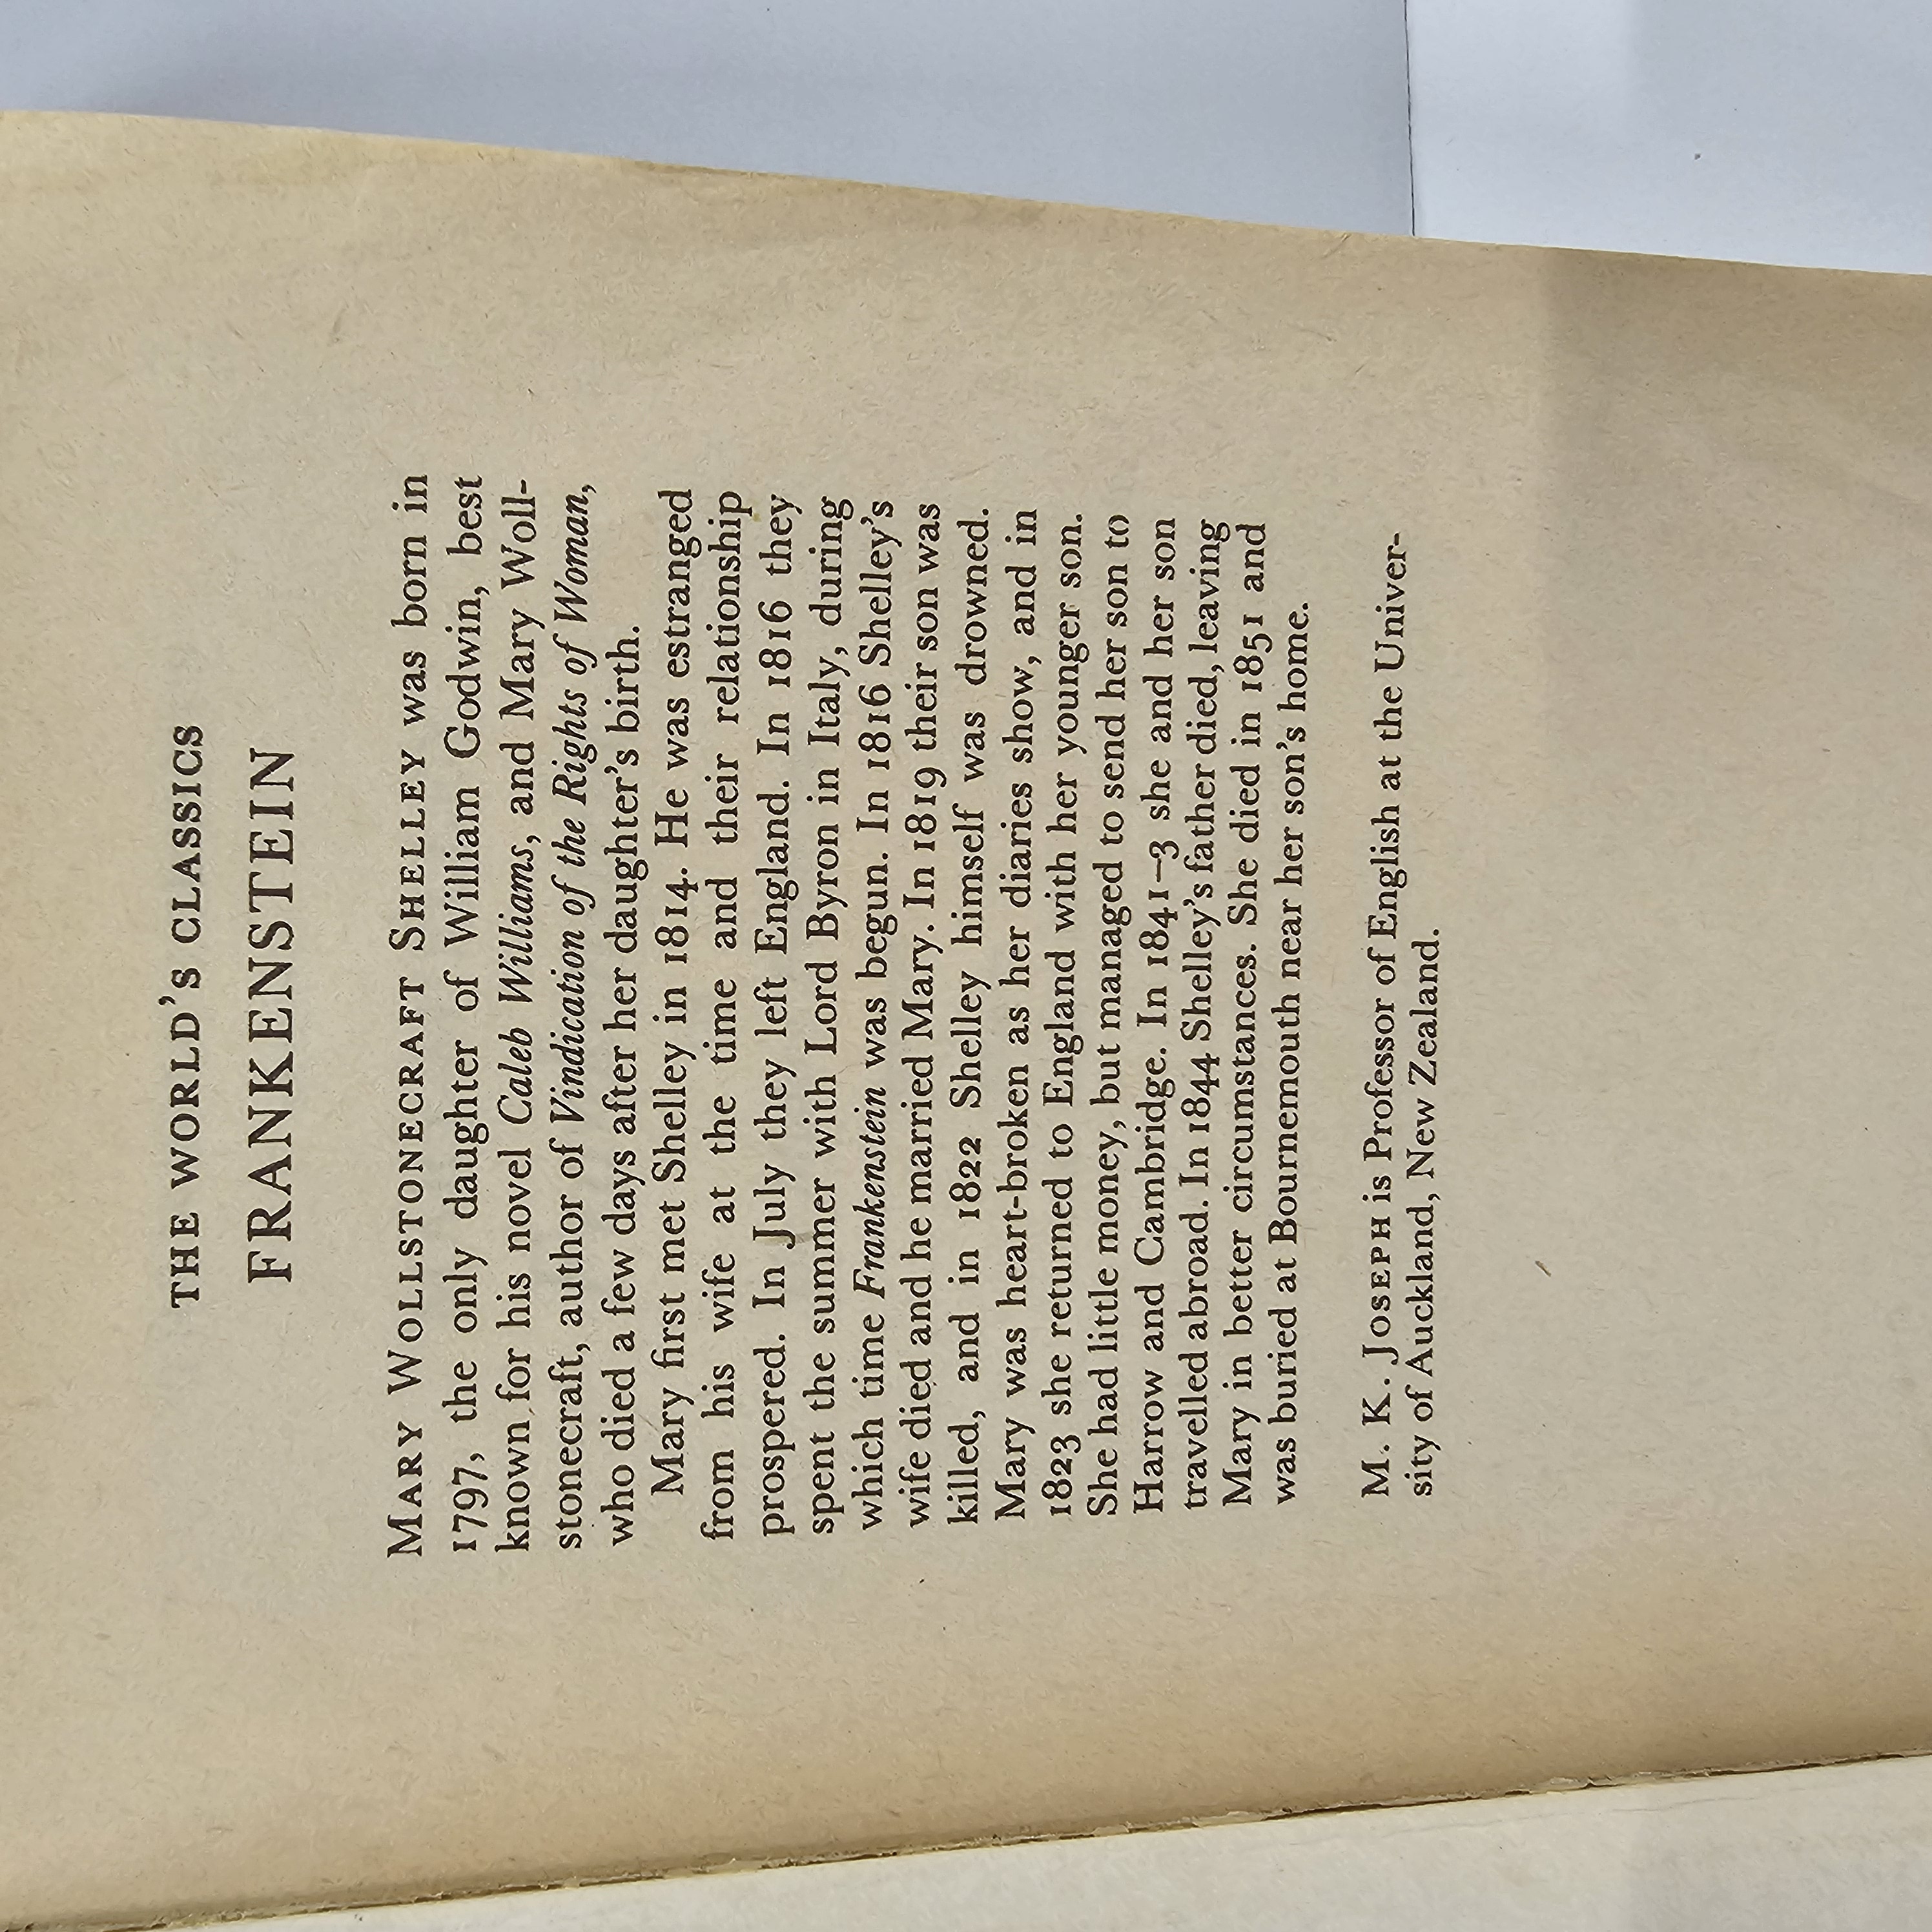 THE WORLD'S CLASSICS
FRANKENSTEIN
MARY WOLLSTONECRAFT SHELLEY was born in
1797, the only daughter of William Godwin, best
known for his novel Caleb Williams, and Mary Woll-
stonecraft, author of Vindication of the Rights of Woman,
who died a few days after her daughter's birth.
Mary first met Shelley in 1814. He was estranged
from his wife at the time and their relationship
prospered. In July they left England. In 1816 they
spent the summer with Lord Byron in Italy, during
which time Frankenstein was begun. In 1816 Shelley's
wife died and he married Mary. In 1819 their son was
killed, and in 1822 Shelley himself was drowned.
Mary was heart-broken as her diaries show, and in
1823 she returned to England with her younger son.
She had little money, but managed to send her son to
Harrow and Cambridge. In 1841–3 she and her son
travelled abroad. In 1844 Shelley's father died, leaving
Mary in better circumstances. She died in 1851 and
was buried at Bournemouth near her son's home.
M. K. JOSEPH is Professor of English at the Univer-
sity of Auckland, New Zealand.